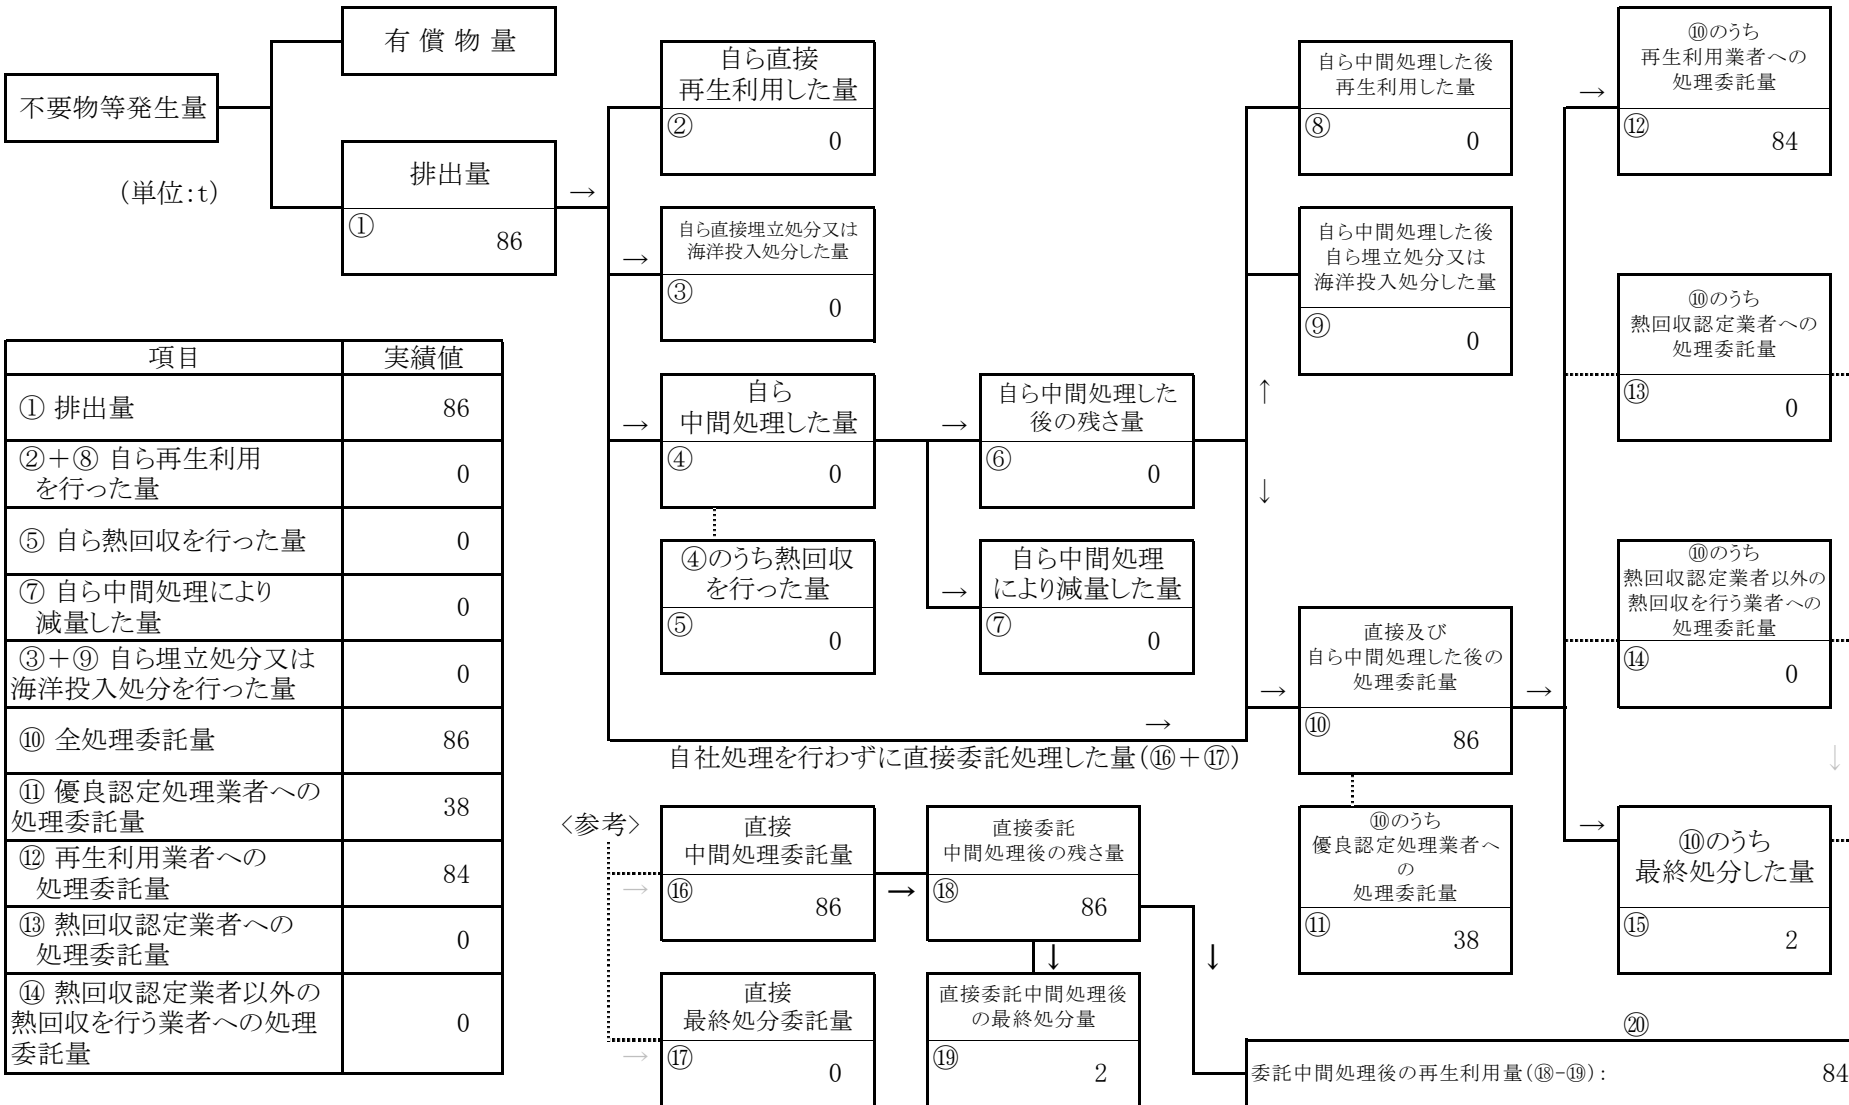 有 償 物 量
不要物等発生量
(単位:t)
排出量
①
86
→
自ら直接
再生利用した量
②
0
→
自ら直接埋立処分又は
海洋投入処分した量
③
0
→
自ら
中間処理した量
④
0
④のうち熱回収
を行った量
⑤
0
→
自ら中間処理した
後の残さ量
⑥
0
→
自ら中間処理
により減量した量
⑦
0
→
自社処理を行わずに直接委託処理した量(⑯+⑰)
↑
↓
自ら中間処理した後
再生利用した量
⑧
0
自ら中間処理した後
自ら埋立処分又は
海洋投入処分した量
⑨
0
→
直接及び
自ら中間処理した後の
処理委託量
⑩
86
→
⑩のうち
優良認定処理業者へ
の
処理委託量
⑪
38
→
⑩のうち
再生利用業者への
処理委託量
⑫
84
⑩のうち
熱回収認定業者への
処理委託量
⑬
0
⑩のうち
熱回収認定業者以外の
熱回収を行う業者への
処理委託量
⑭
0
↓
→
⑩のうち
最終処分した量
⑮
2
項目 実績値
① 排出量 86
②+⑧ 自ら再生利用
を行った量 0
⑤ 自ら熱回収を行った量 0
⑦ 自ら中間処理により
減量した量 0
③+⑨ 自ら埋立処分又は
海洋投入処分を行った量 0
⑩ 全処理委託量 86
⑪ 優良認定処理業者への
処理委託量 38
⑫ 再生利用業者への
処理委託量 84
⑬ 熱回収認定業者への
処理委託量 0
⑭ 熱回収認定業者以外の
熱回収を行う業者への処理
委託量 0
<参考>
→
直接
中間処理委託量
⑯
86
→
直接委託
中間処理後の残さ量
⑱
86
↓
↓
→
直接
最終処分委託量
⑰
0
直接委託中間処理後
の最終処分量
⑲
2
⑳
委託中間処理後の再生利用量(⑱-⑲): 84